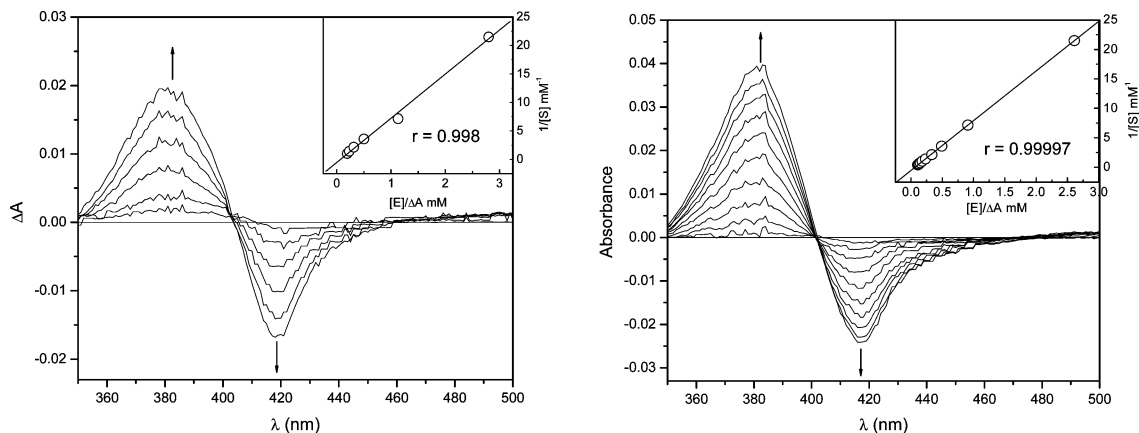 0.03
0.02
0.01
0.00
-0.01
-0.02
ΔA
360 380 400 420 440 460 480 500
λ (nm)
r = 0.998
0 1 2 3
[E]/ΔA mM
25
20
15
10
5
0
1/[S] mM⁻¹
0.05
0.04
0.03
0.02
0.01
0.00
-0.01
-0.02
-0.03
Absorbance
360 380 400 420 440 460 480 500
λ (nm)
r = 0.99997
0.0 0.5 1.0 1.5 2.0 2.5 3.0
[E]/ΔA mM
25
20
15
10
5
0
1/[S] mM¹